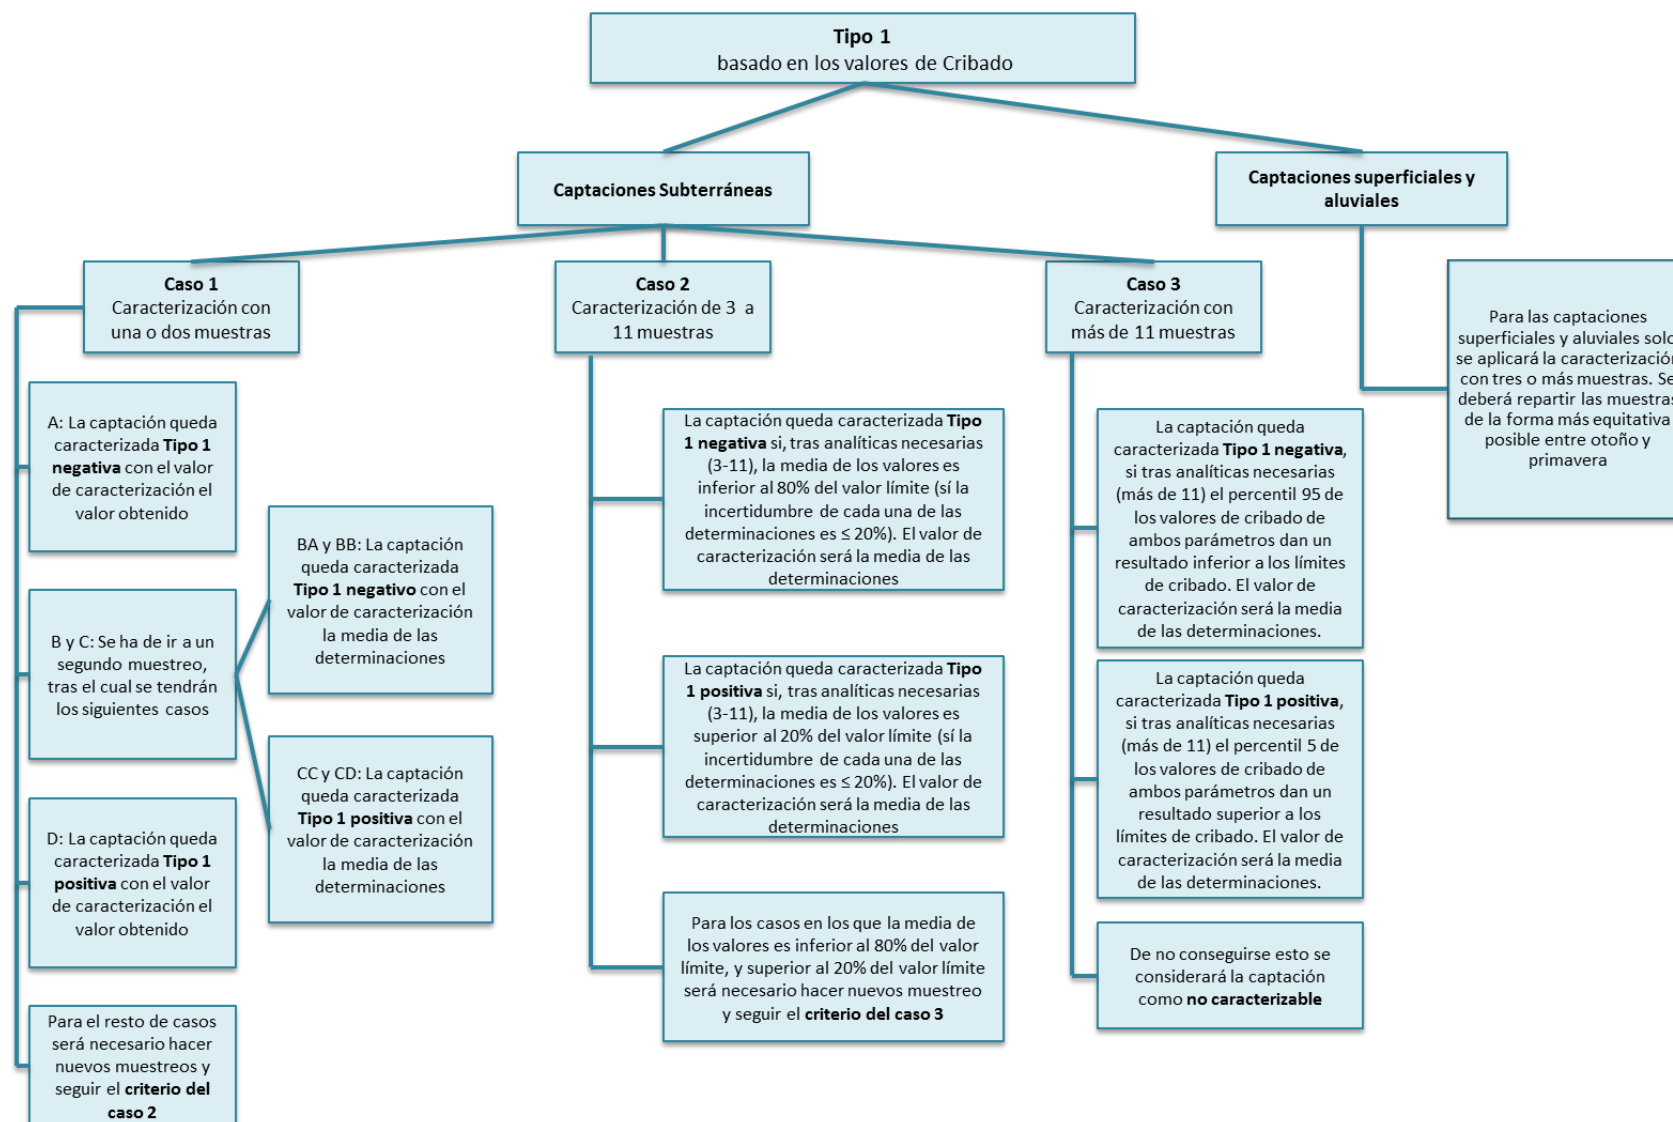 Tipo 1
basado en los valores de Cribado
Captaciones Subterráneas
Captaciones superficiales y
aluviales
Caso 1
Caracterización con
una o dos muestras
Caso 2
Caracterización de 3 a
11 muestras
Caso 3
Caracterización con
más de 11 muestras
Para las captaciones
superficiales y aluviales solo
se aplicará la caracterización
con tres o más muestras. Se
deberá repartir las muestras
de la forma más equitativa
posible entre otoño y
primavera
A: La captación queda
caracterizada Tipo 1
negativa con el valor
de caracterización el
valor obtenido
B y C: Se ha de ir a un
segundo muestreo,
tras el cual se tendrán
los siguientes casos
BA y BB: La captación
queda caracterizada
Tipo 1 negativo con el
valor de caracterización
la media de las
determinaciones
CC y CD: La captación
queda caracterizada
Tipo 1 positiva con el
valor de caracterización
la media de las
determinaciones
D: La captación queda
caracterizada Tipo 1
positiva con el valor
de caracterización el
valor obtenido
Para el resto de casos
será necesario hacer
nuevos muestreos y
seguir el criterio del
caso 2
La captación queda caracterizada Tipo
1 negativa si, tras analíticas necesarias
(3-11), la media de los valores es
inferior al 80% del valor límite (sí la
incertidumbre de cada una de las
determinaciones es ≤ 20%). El valor de
caracterización será la media de las
determinaciones
La captación queda caracterizada Tipo
1 positiva si, tras analíticas necesarias
(3-11), la media de los valores es
superior al 20% del valor límite (sí la
incertidumbre de cada una de las
determinaciones es ≤ 20%). El valor de
caracterización será la media de las
determinaciones
Para los casos en los que la media de
los valores es inferior al 80% del valor
límite, y superior al 20% del valor límite
será necesario hacer nuevos muestreo
y seguir el criterio del caso 3
La captación queda
caracterizada Tipo 1 negativa,
si tras analíticas necesarias
(más de 11) el percentil 95 de
los valores de cribado de
ambos parámetros dan un
resultado inferior a los límites
de cribado. El valor de
caracterización será la media
de las determinaciones.
La captación queda
caracterizada Tipo 1 positiva,
si tras analíticas necesarias
(más de 11) el percentil 5 de
los valores de cribado de
ambos parámetros dan un
resultado superior a los
límites de cribado. El valor de
caracterización será la media
de las determinaciones.
De no conseguirse esto se
considerará la captación
como no caracterizable